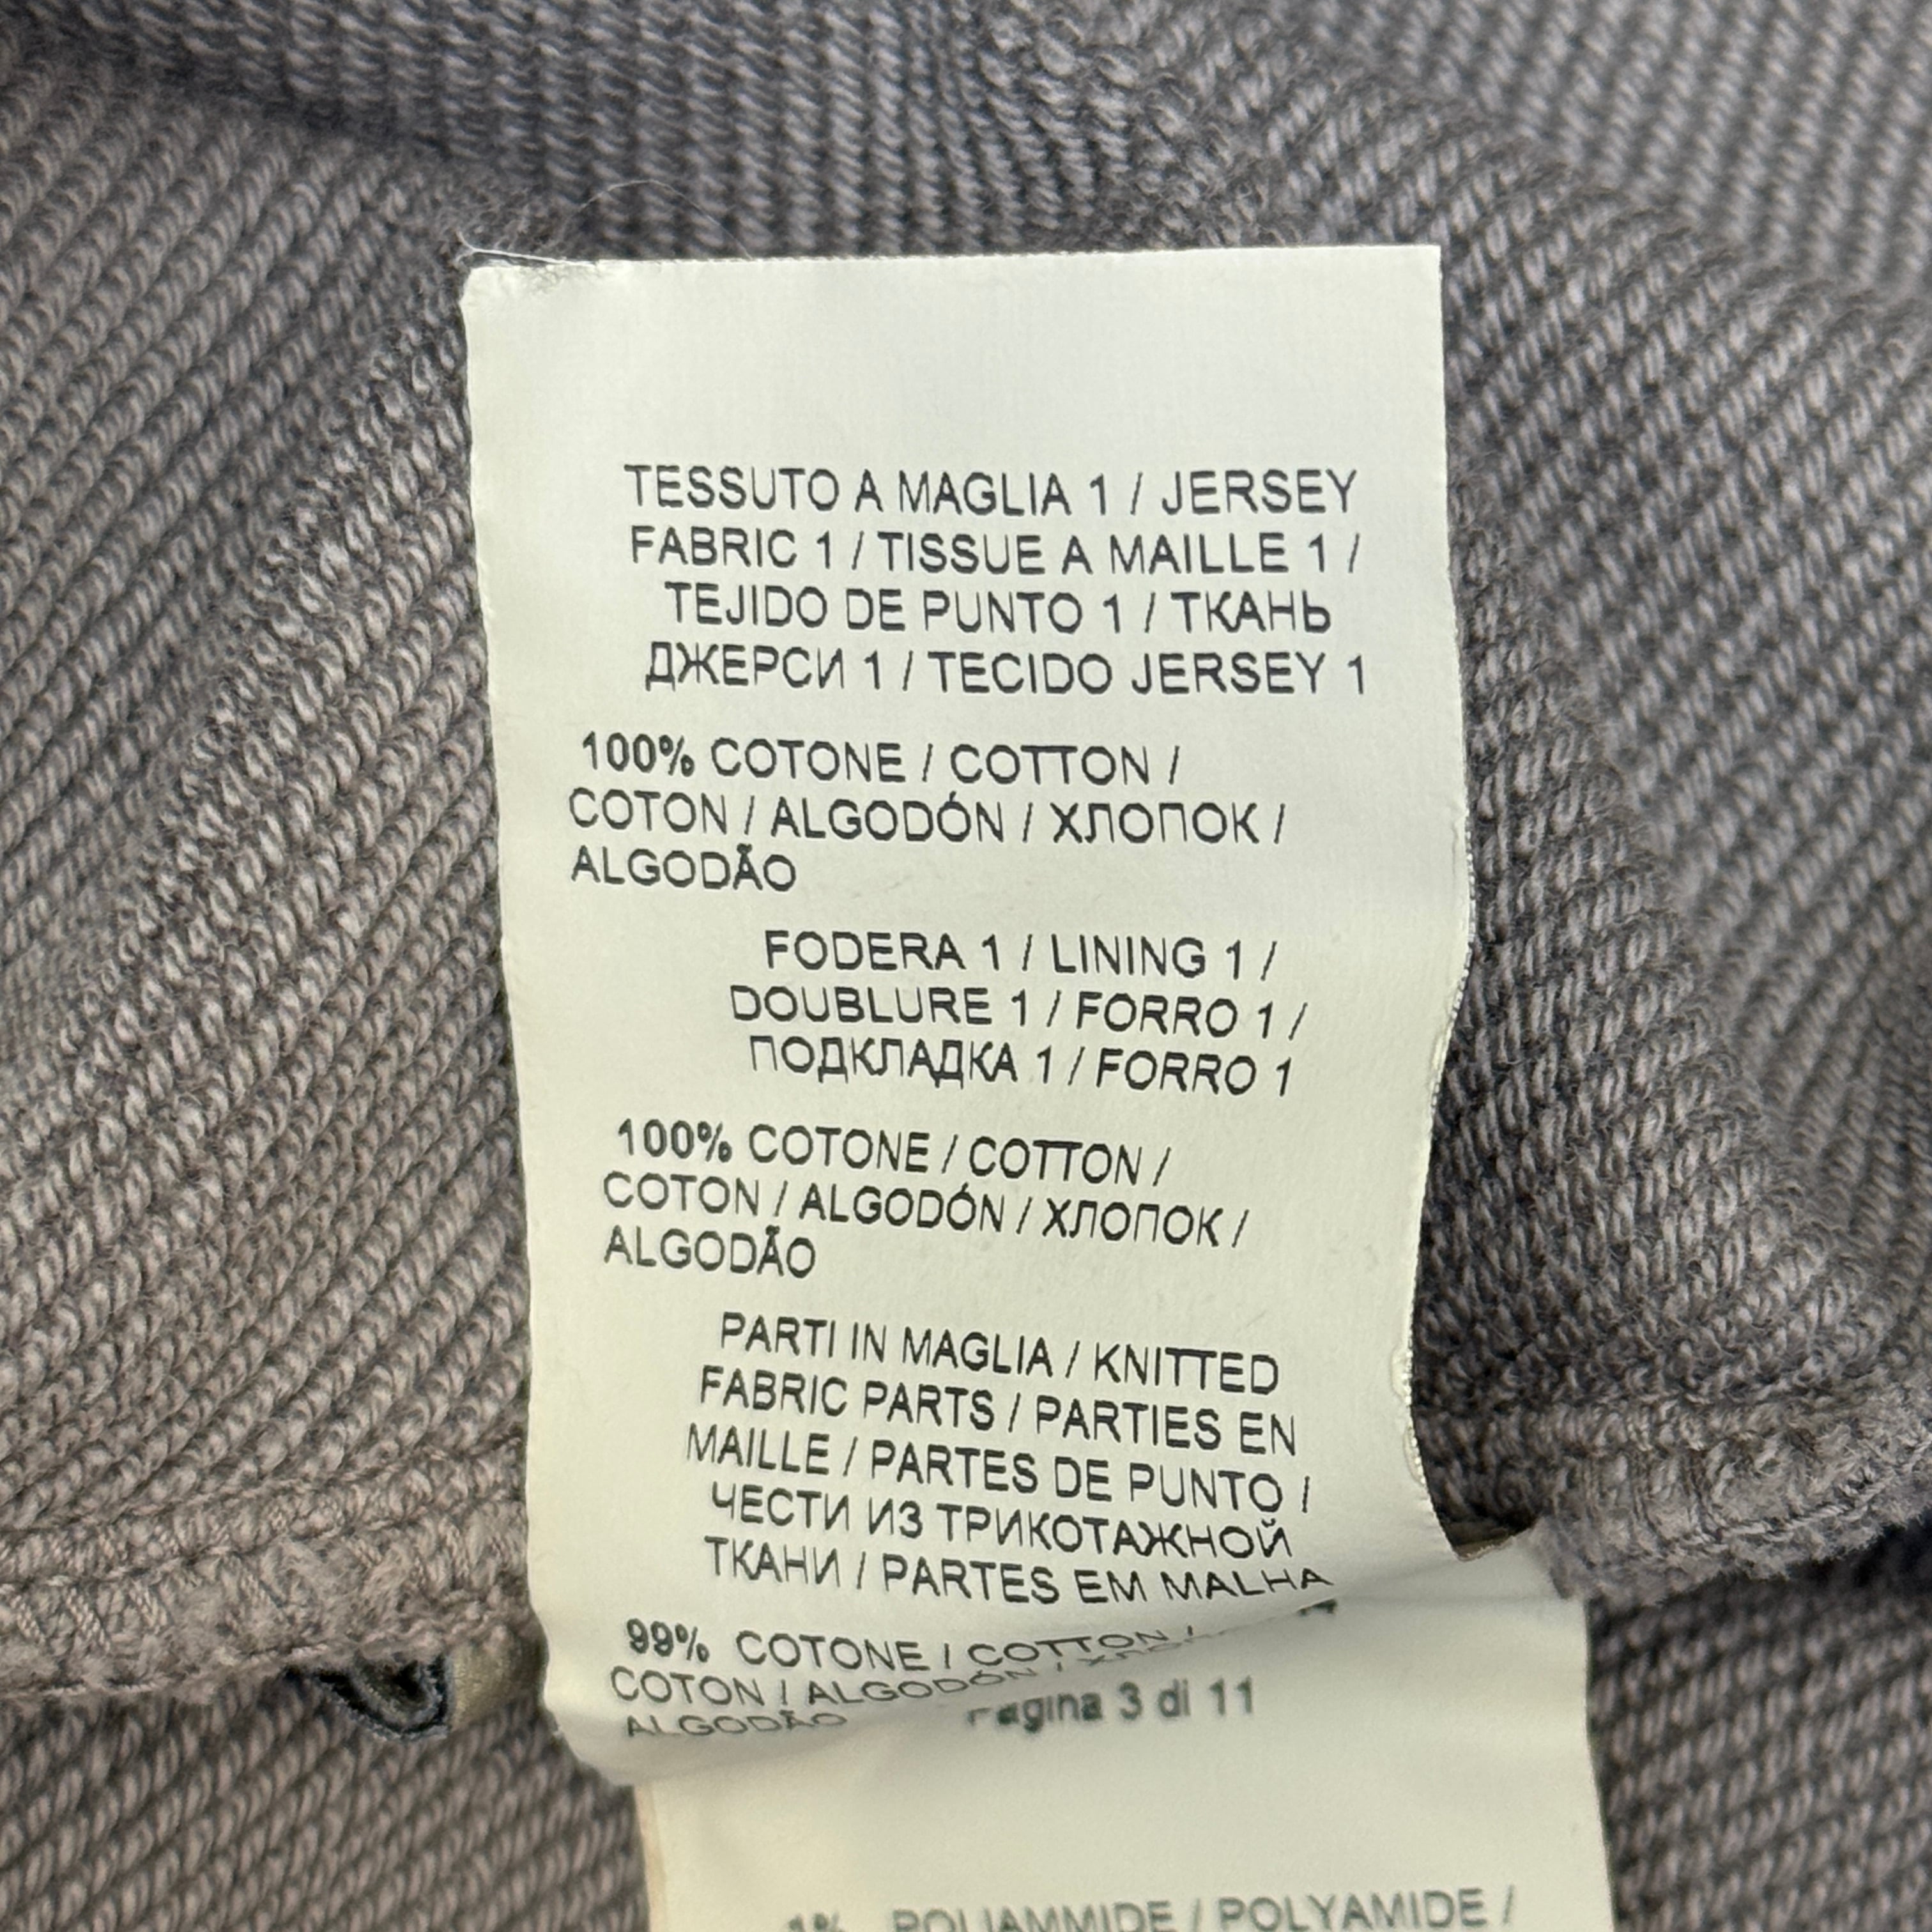 TESSUTO A MAGLIA 1 / JERSEY
FABRIC 1 / TISSUE A MAILLE 1 /
TEJIDO DE PUNTO 1 / ТКАНЬ
ДЖЕРСИ 1 / TECIDO JERSEY 1
100% COTONE / COTTON /
COTON / ALGODÓN / ХЛОПОК /
ALGODÃO
FODERA 1 / LINING 1 /
DOUBLURE 1 / FORRO 1 /
ПОДКЛАДКА 1 / FORRO 1
100% COTONE / COTTON /
COTON / ALGODÓN / ХЛОПОК /
ALGODÃO
PARTI IN MAGLIA / KNITTED
FABRIC PARTS / PARTIES EN
MAILLE / PARTES DE PUNTO /
ЧЕСТИ ИЗ ТРИКОТАЖНОЙ
ТКАНИ / PARTES EM MALHA
99% COTONE / COTTON /
COTON / ALGODÓN /
ALGODÃO
Pagina 3 di 11
1% POLIAMMIDE / POLYAMIDE /